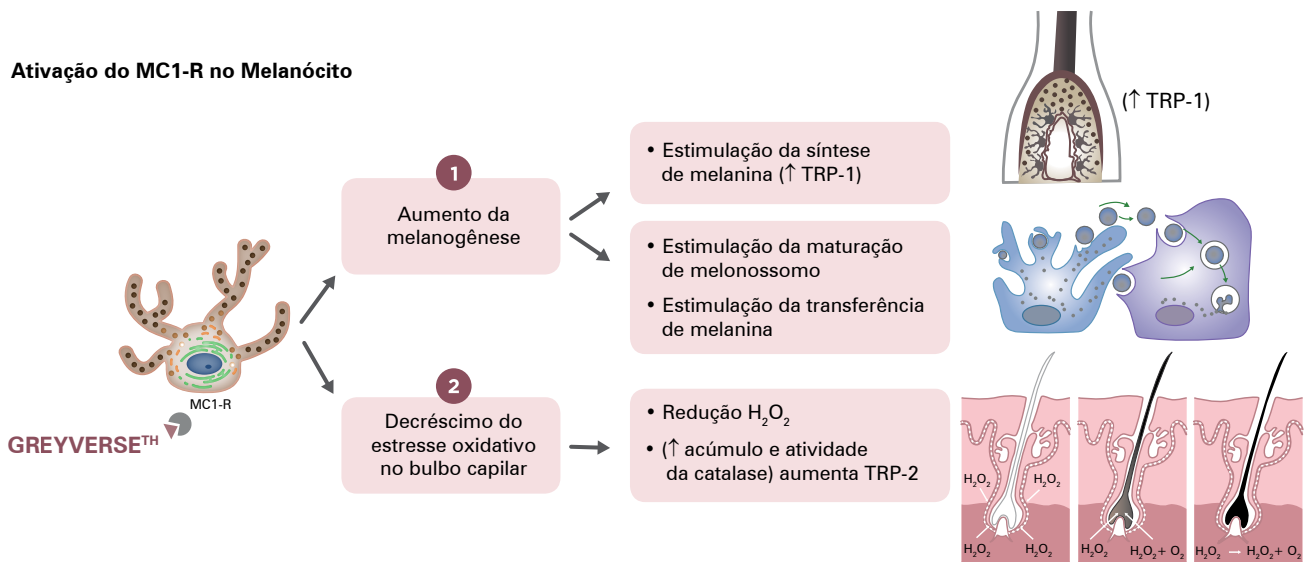 Ativação do MC1-R no Melanócito
(↑ TRP-1)
1
Aumento da
melanogênese
• Estimulação da síntese
de melanina (↑ TRP-1)
• Estimulação da maturação
de melonossomo
• Estimulação da transferência
de melanina
MC1-R
GREYVERSETH
2
Decréscimo do
estresse oxidativo
no bulbo capilar
• Redução H2O2
• (↑ acúmulo e atividade
da catalase) aumenta TRP-2
H2O2
H2O2
H2O2
H2O2
H2O2
H2O2 + O2
H2O2 → H2O2 + O2